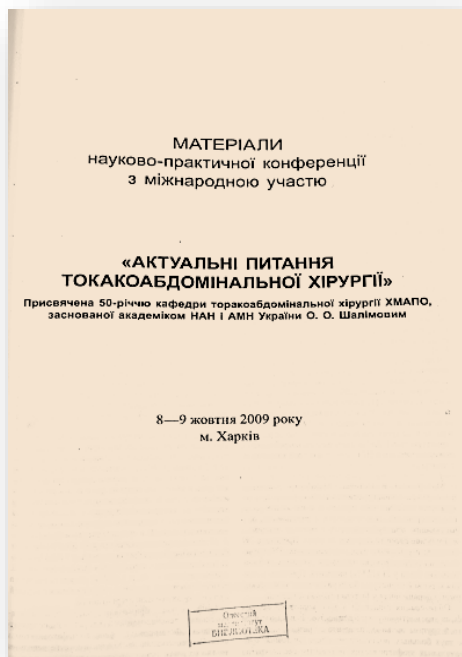 МАТЕРІАЛИ
науково-практичної конференції
з міжнародною участю
«АКТУАЛЬНІ ПИТАННЯ
ТОКАКОАБДОМІНАЛЬНОЇ ХІРУРГІЇ»
Присвячена 50-річчю кафедри торакоабдомінальної хірургії ХМАПО,
заснованої академіком НАН і АМН України О. О. Шалімовим
8—9 жовтня 2009 року
м. Харків
БИБЛИОТЕКА